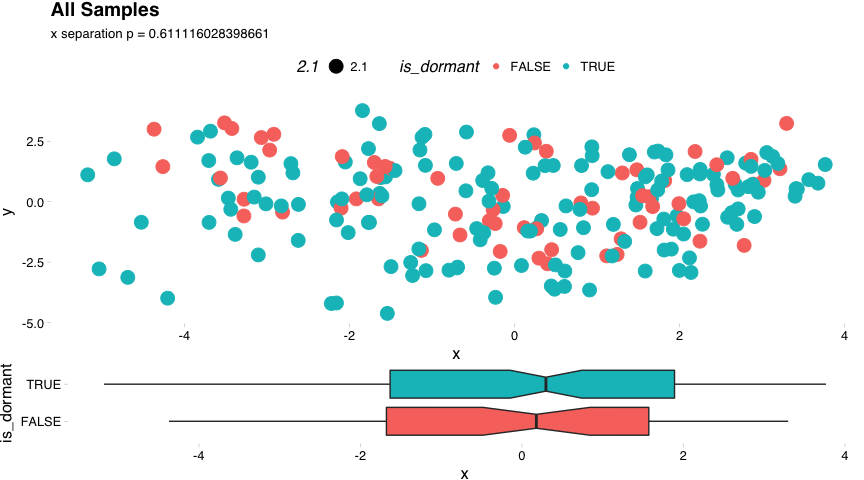 All Samples
x separation p = 0.611116028398661
2.1 2.1 is_dormant FALSE TRUE
2.5
0.0
-2.5
-5.0
y
-4 -2 0 2 4
x
is_dormant
TRUE
FALSE
-4 -2 0 2 4
x